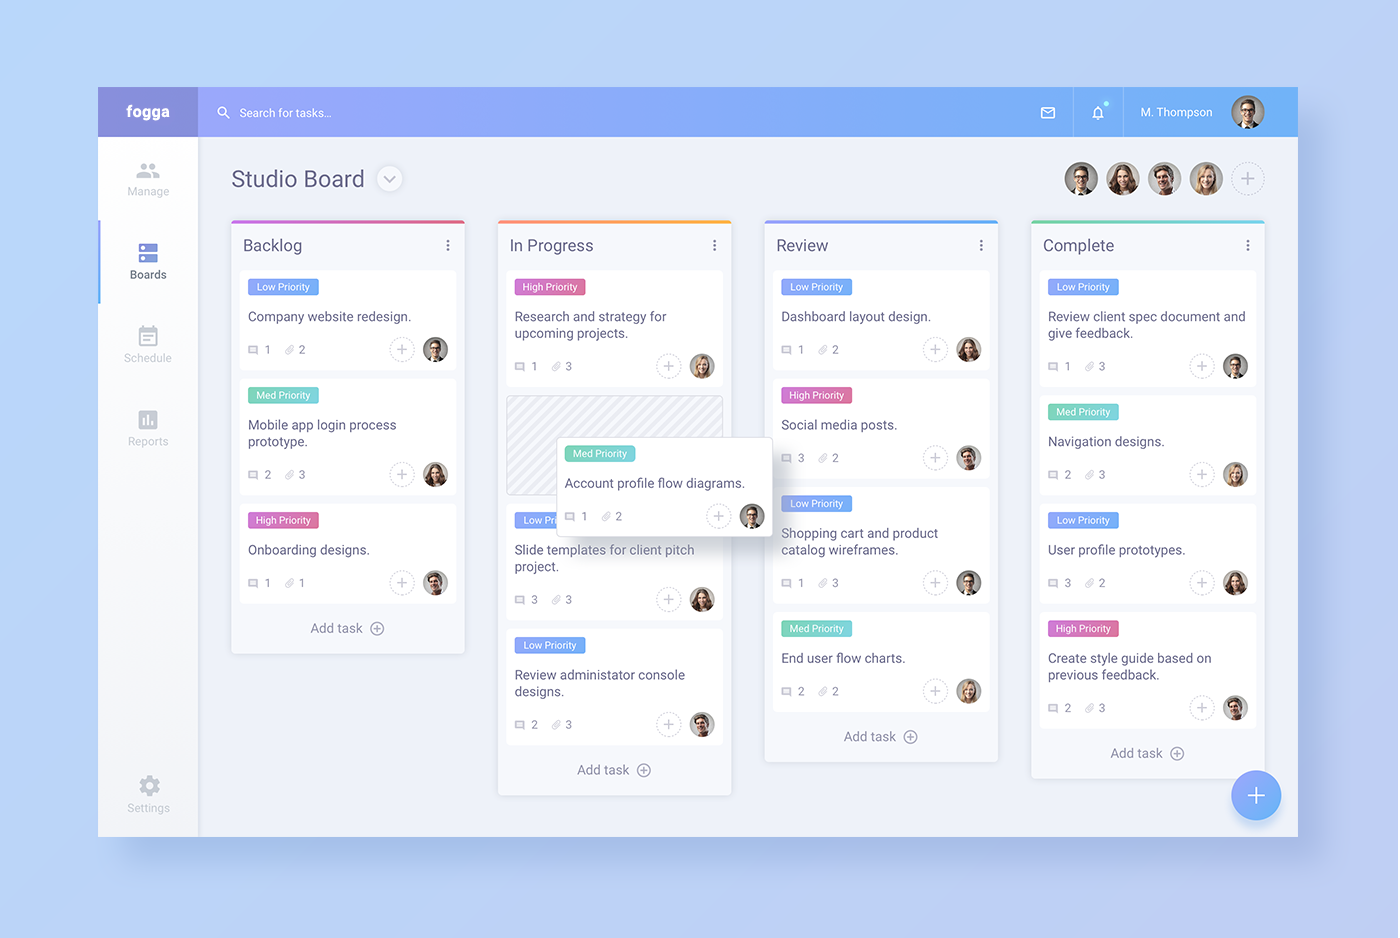 fogga
Search for tasks...
M. Thompson
Manage
Boards
Schedule
Reports
Settings
Studio Board
Backlog
Low Priority
Company website redesign.
1 2
Med Priority
Mobile app login process
prototype.
2 3
High Priority
Onboarding designs.
1 1
Add task
In Progress
High Priority
Research and strategy for
upcoming projects.
1 3
Med Priority
Account profile flow diagrams.
1 2
Low Pri
Slide templates for client pitch
project.
3 3
Low Priority
Review administator console
designs.
2 3
Add task
Review
Low Priority
Dashboard layout design.
1 2
High Priority
Social media posts.
3 2
Low Priority
Shopping cart and product
catalog wireframes.
1 3
Med Priority
End user flow charts.
2 2
Add task
Complete
Low Priority
Review client spec document and
give feedback.
1 3
Med Priority
Navigation designs.
2 3
Low Priority
User profile prototypes.
3 2
High Priority
Create style guide based on
previous feedback.
2 3
Add task